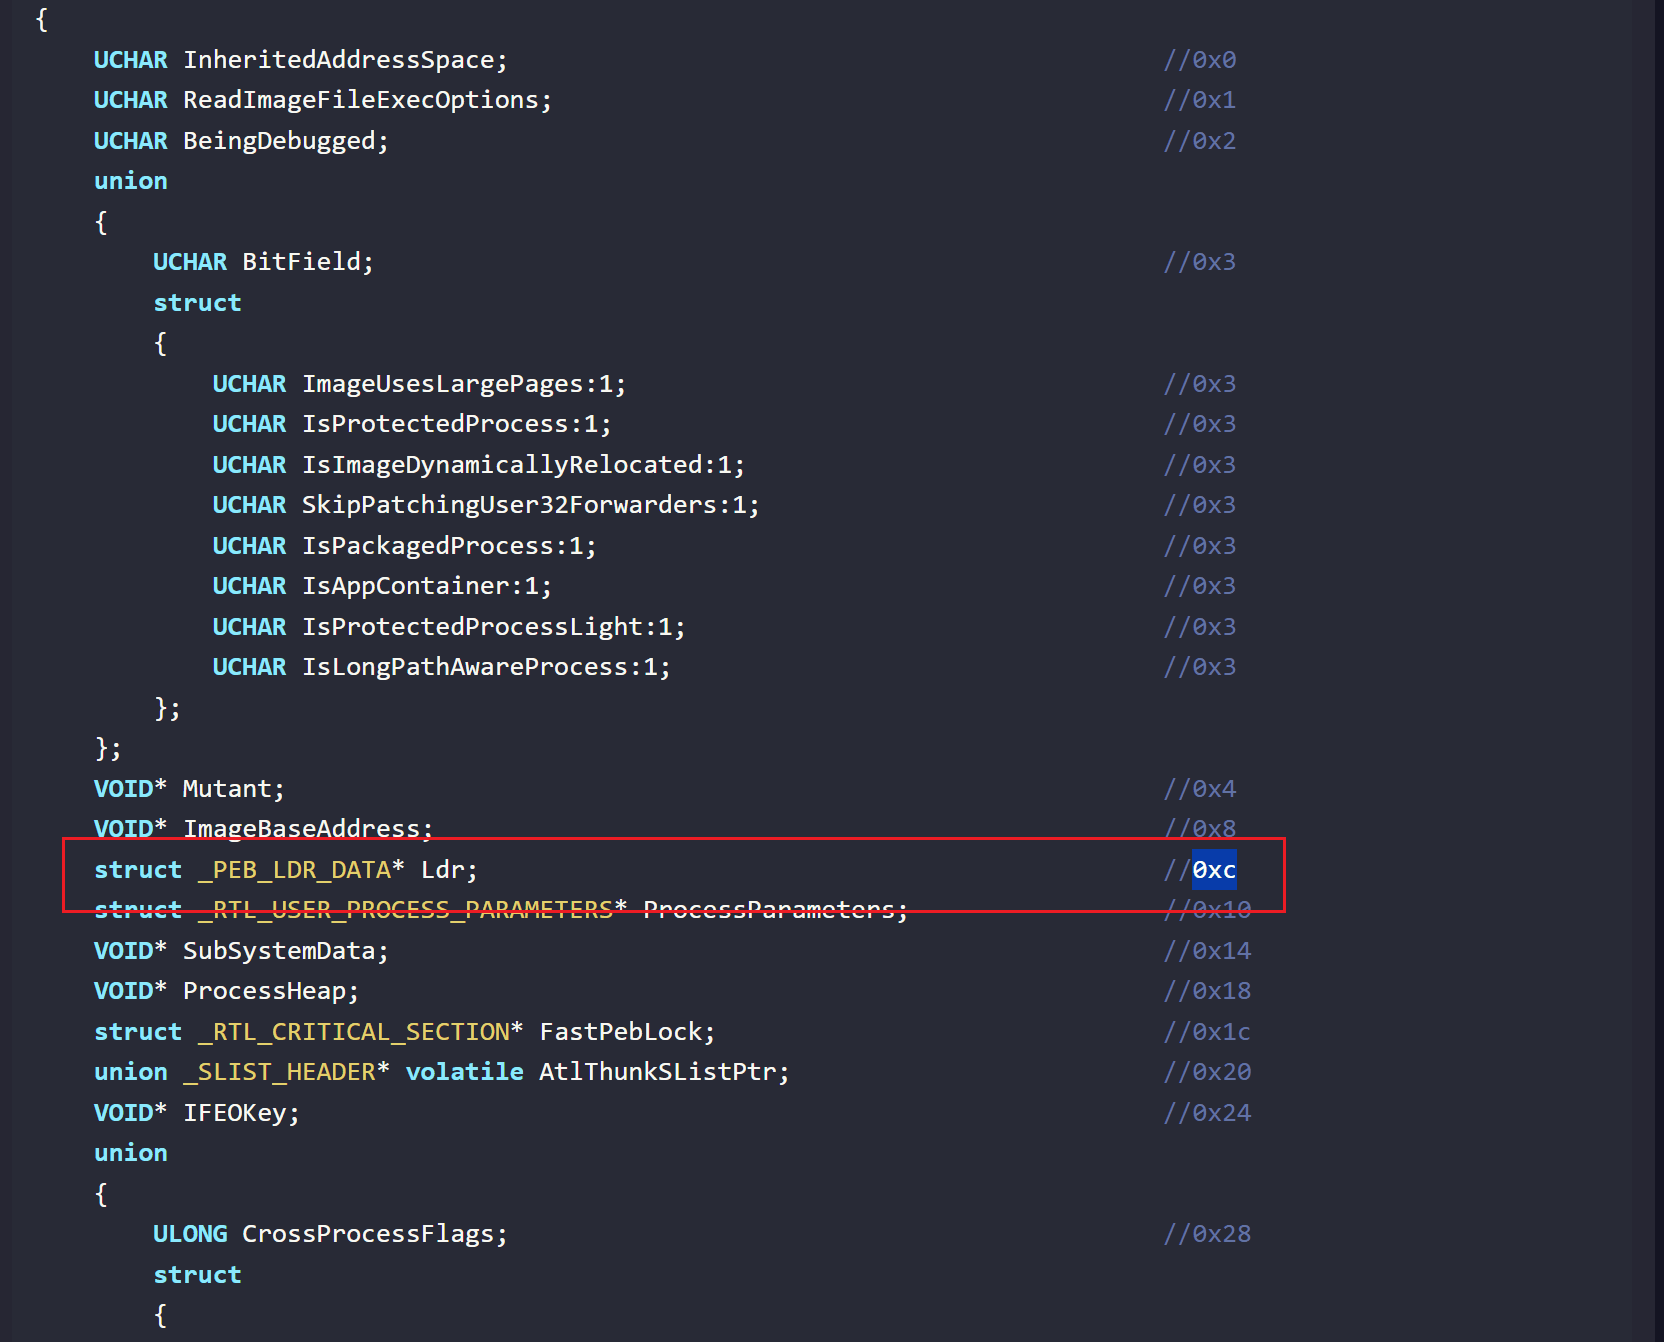 {
UCHAR InheritedAddressSpace; //0x0
UCHAR ReadImageFileExecOptions; //0x1
UCHAR BeingDebugged; //0x2
union
{
UCHAR BitField; //0x3
struct
{
UCHAR ImageUsesLargePages:1; //0x3
UCHAR IsProtectedProcess:1; //0x3
UCHAR IsImageDynamicallyRelocated:1; //0x3
UCHAR SkipPatchingUser32Forwarders:1; //0x3
UCHAR IsPackagedProcess:1; //0x3
UCHAR IsAppContainer:1; //0x3
UCHAR IsProtectedProcessLight:1; //0x3
UCHAR IsLongPathAwareProcess:1; //0x3
};
};
VOID* Mutant; //0x4
VOID* ImageBaseAddress; //0x8
struct _PEB_LDR_DATA* Ldr; //0xc
struct _RTL_USER_PROCESS_PARAMETERS* ProcessParameters; //0x10
VOID* SubSystemData; //0x14
VOID* ProcessHeap; //0x18
struct _RTL_CRITICAL_SECTION* FastPebLock; //0x1c
union _SLIST_HEADER* volatile AtlThunkSListPtr; //0x20
VOID* IFEOKey; //0x24
union
{
ULONG CrossProcessFlags; //0x28
struct
{